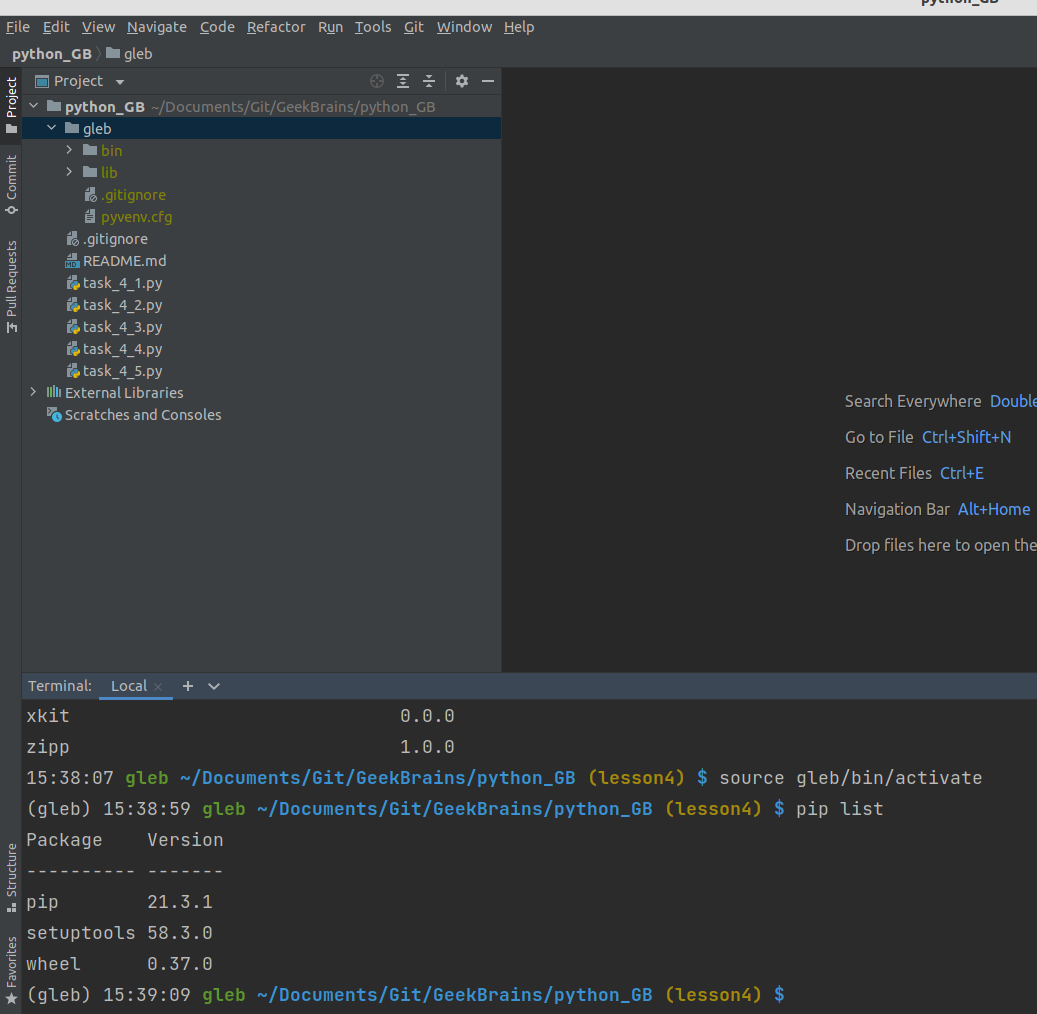 python_GB
File Edit View Navigate Code Refactor Run Tools Git Window Help
python_GB gleb
Project
Project
Commit
Pull Requests
python_GB ~/Documents/Git/GeekBrains/python_GB
gleb
bin
lib
.gitignore
pyvenv.cfg
.gitignore
README.md
task_4_1.py
task_4_2.py
task_4_3.py
task_4_4.py
task_4_5.py
External Libraries
Scratches and Consoles
Search Everywhere Double
Go to File Ctrl+Shift+N
Recent Files Ctrl+E
Navigation Bar Alt+Home
Drop files here to open the
Terminal: Local
xkit 0.0.0
zipp 1.0.0
15:38:07 gleb ~/Documents/Git/GeekBrains/python_GB (lesson4) $ source gleb/bin/activate
(gleb) 15:38:59 gleb ~/Documents/Git/GeekBrains/python_GB (lesson4) $ pip list
Package Version
---------- -------
pip 21.3.1
setuptools 58.3.0
wheel 0.37.0
(gleb) 15:39:09 gleb ~/Documents/Git/GeekBrains/python_GB (lesson4) $
Structure
Favorites